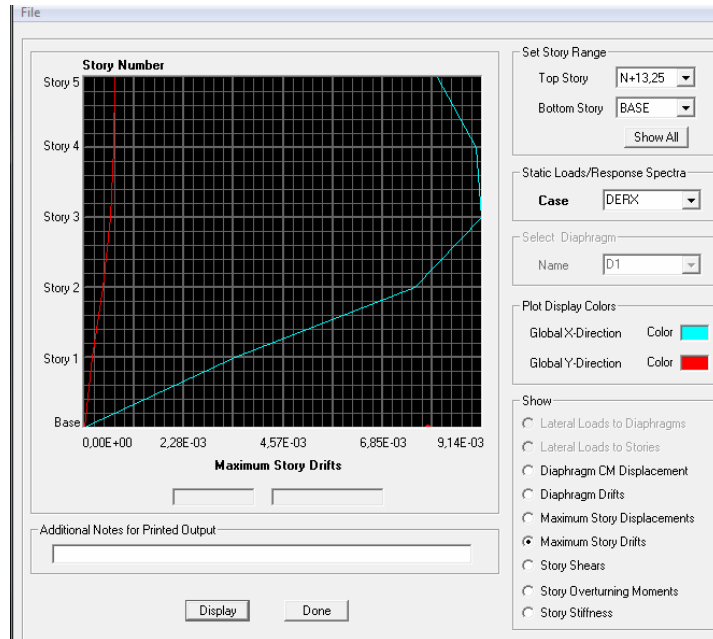 File
Story Number
Story 5
Story 4
Story 3
Story 2
Story 1
Base
0,00E+00 2,28E-03 4,57E-03 6,85E-03 9,14E-03
Maximum Story Drifts
Additional Notes for Printed Output
Display Done
Set Story Range
Top Story N+13,25
Bottom Story BASE
Show All
Static Loads/Response Spectra
Case DERX
Select Diaphragm
Name D1
Plot Display Colors
Global X-Direction Color
Global Y-Direction Color
Show
Lateral Loads to Diaphragms
Lateral Loads to Stories
Diaphragm CM Displacement
Diaphragm Drifts
Maximum Story Displacements
Maximum Story Drifts
Story Shears
Story Overturning Moments
Story Stiffness